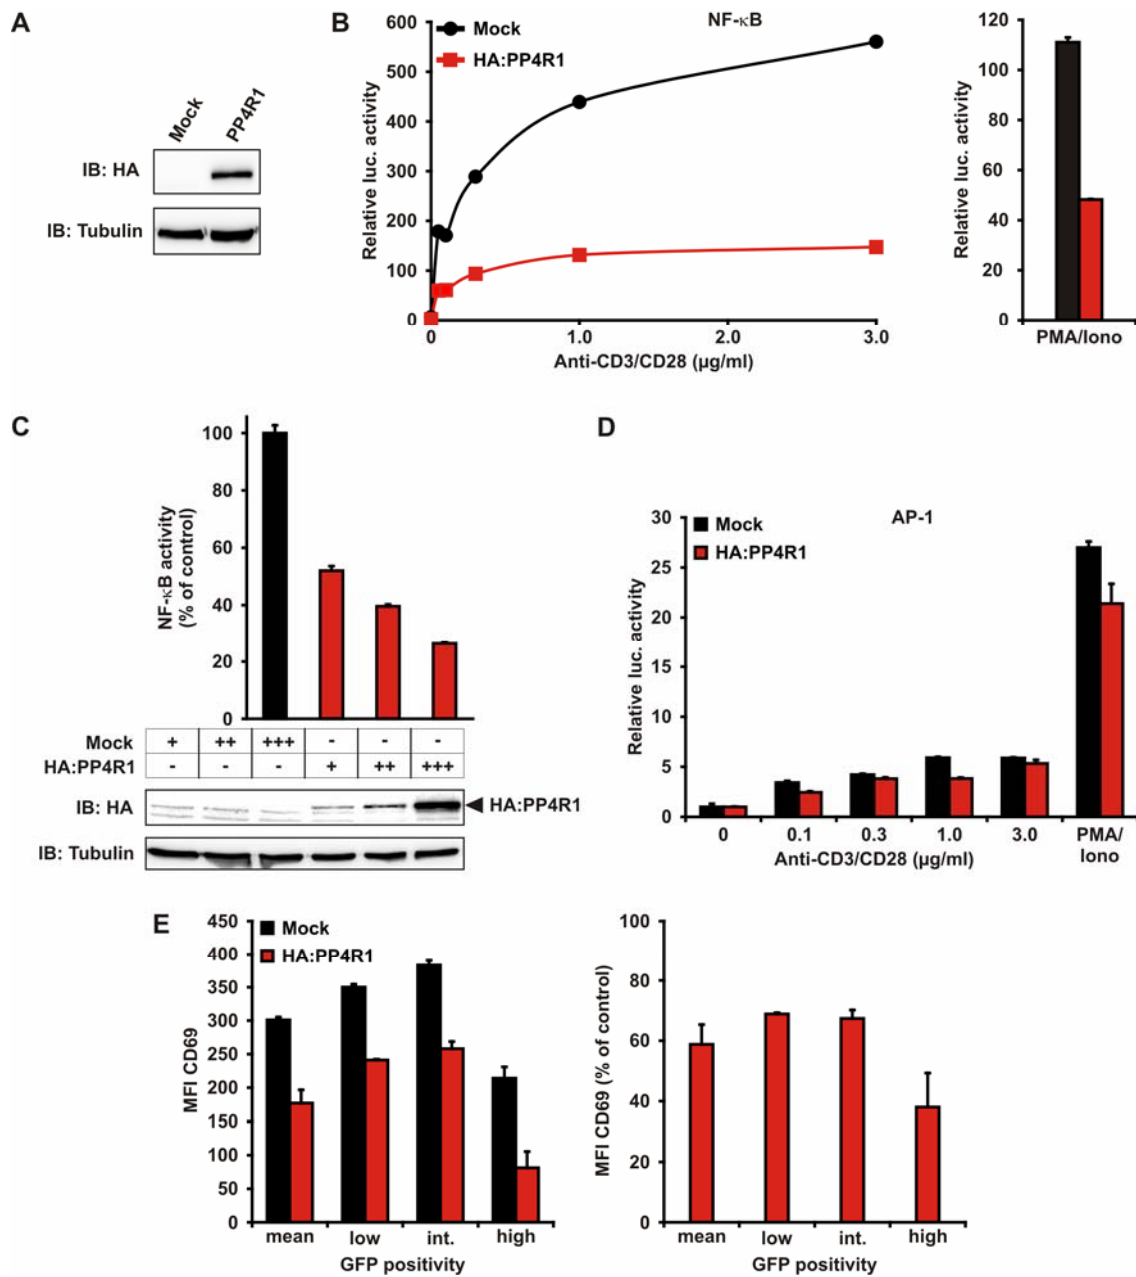 A
Mock
PP4R1
IB: HA
IB: Tubulin
B
NF-κB
Mock
HA:PP4R1
Relative luc. activity
600
500
400
300
200
100
0
0 1.0 2.0 3.0
Anti-CD3/CD28 (µg/ml)
Relative luc. activity
120
100
80
60
40
20
0
PMA/Iono
C
NF-κB activity
(% of control)
100
80
60
40
20
0
Mock + ++ +++ - - -
HA:PP4R1 - - - + ++ +++
IB: HA
HA:PP4R1
IB: Tubulin
D
AP-1
Mock
HA:PP4R1
Relative luc. activity
30
25
20
15
10
5
0
0 0.1 0.3 1.0 3.0 PMA/
Iono
Anti-CD3/CD28 (µg/ml)
E
Mock
HA:PP4R1
MFI CD69
450
400
350
300
250
200
150
100
50
0
mean low int. high
GFP positivity
MFI CD69 (% of control)
100
80
60
40
20
0
mean low int. high
GFP positivity